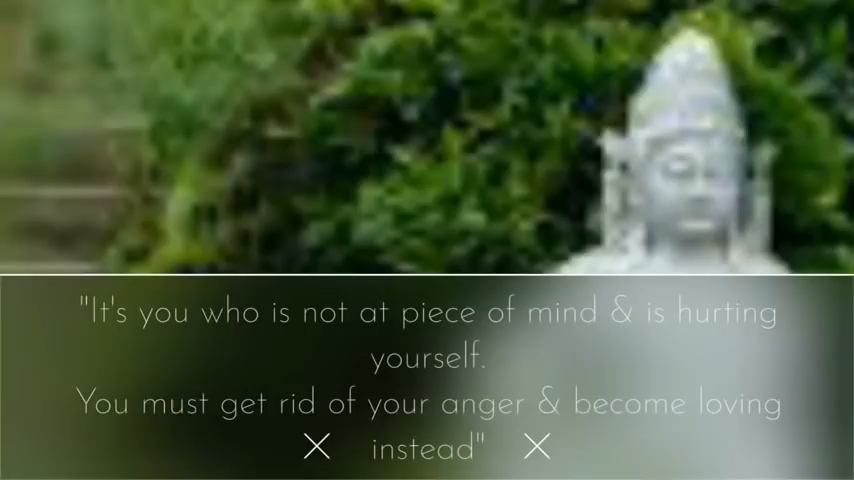 "It's you who is not at piece of mind & is hurting
yourself.
You must get rid of your anger & become loving
instead"